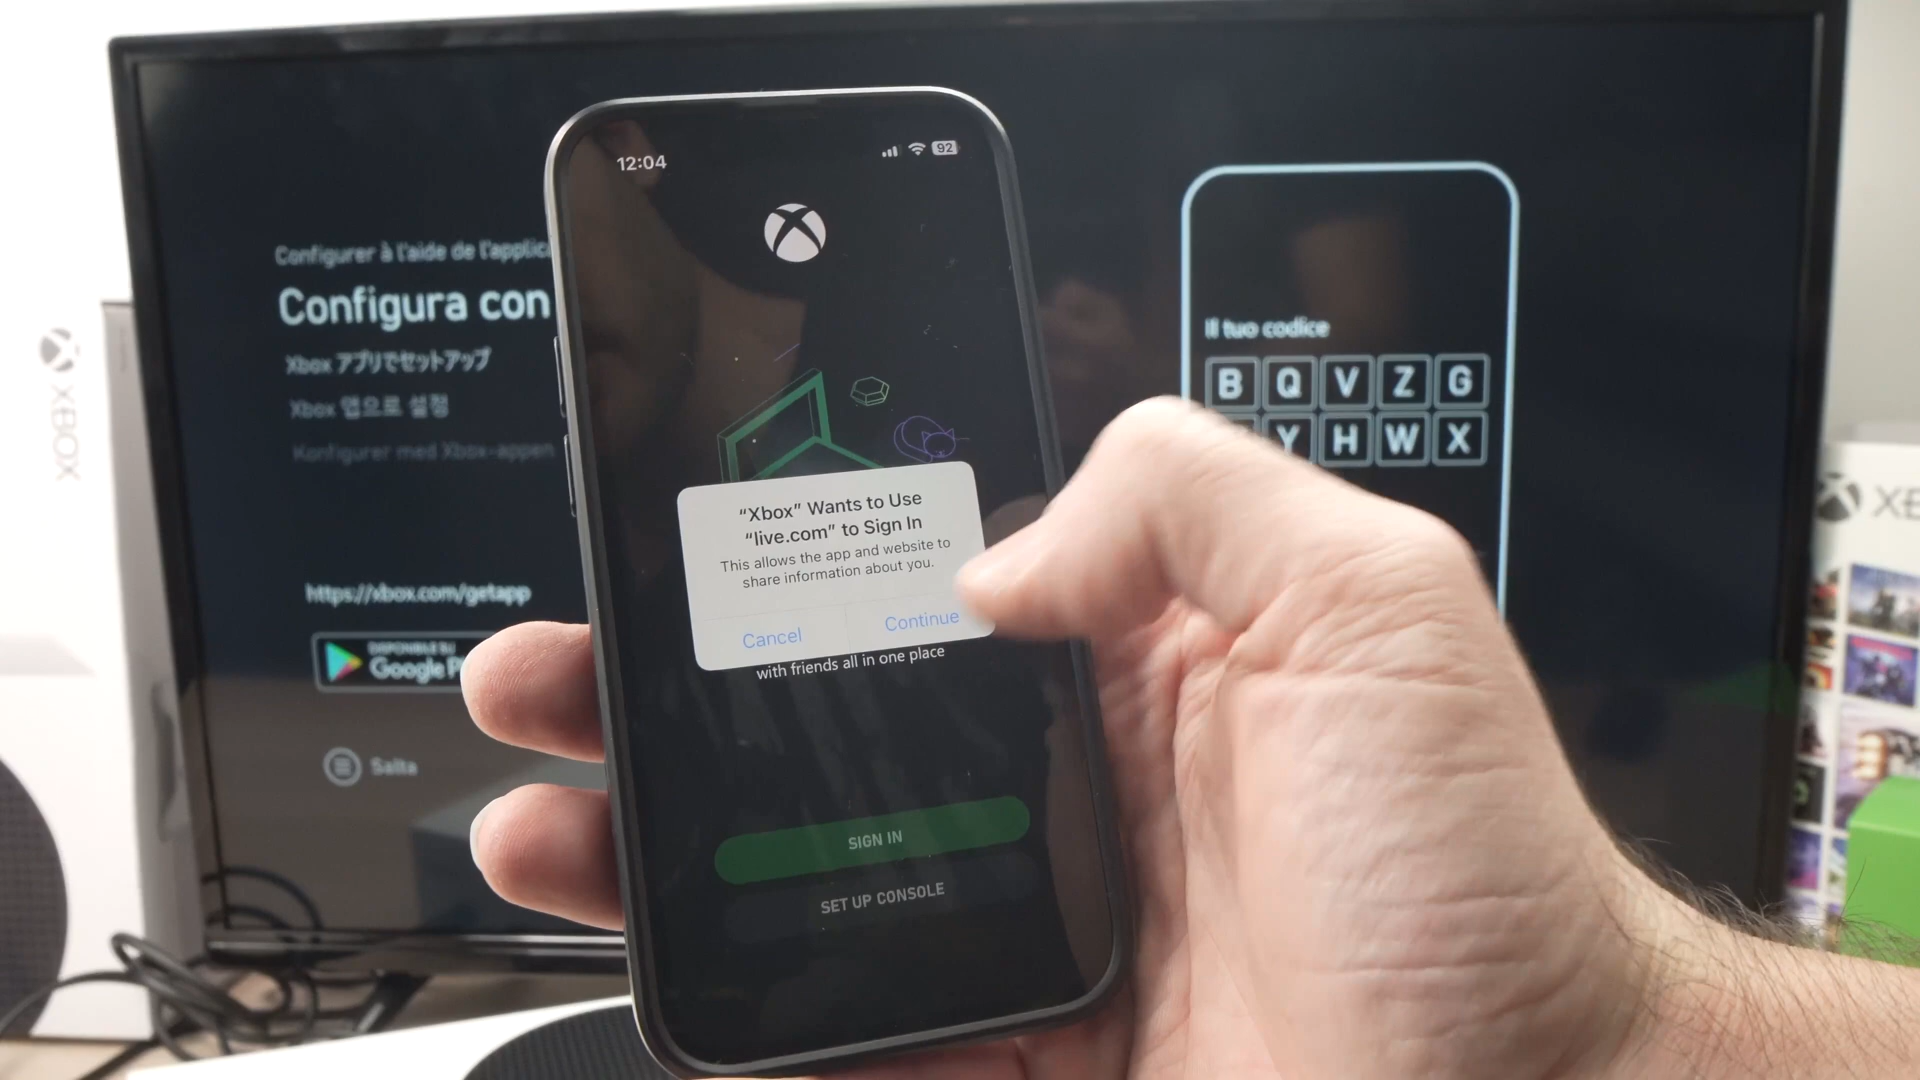 12:04
92
Configurer à l'aide de l'applic
Configura con
Xbox アプリでセットアップ
Xbox 앱으로 설정
Konfigurer med Xbox-appen
https://xbox.com/getapp
DISPONIBILE SU
Google
Salta
"Xbox" Wants to Use
"live.com" to Sign In
This allows the app and website to
share information about you.
Cancel
Continue
with friends all in one place
SIGN IN
SET UP CONSOLE
Il tuo codice
B Q V Z G
Y H W X
XBOX